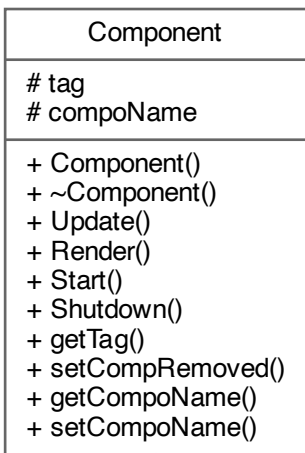 Component
# tag
# compoName
+ Component()
+ ~Component()
+ Update()
+ Render()
+ Start()
+ Shutdown()
+ getTag()
+ setCompRemoved()
+ getCompoName()
+ setCompoName()